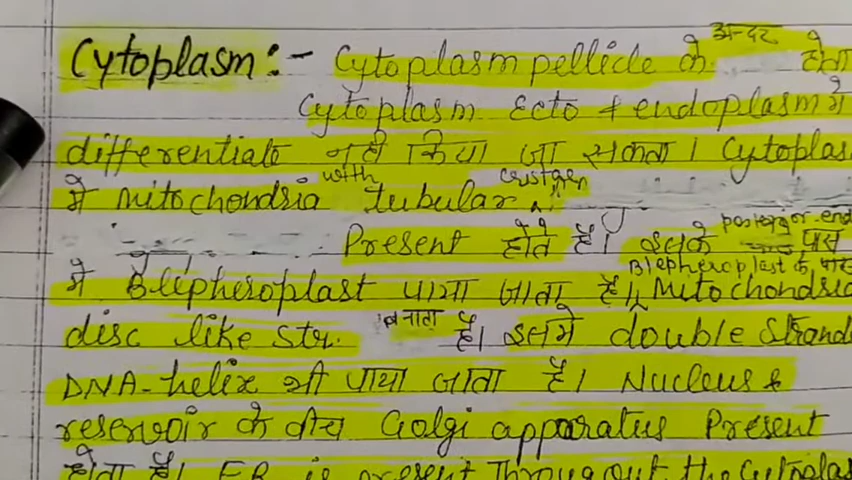 Cytoplasm :- Cytoplasm pellicle के अन्दर होता
Cytoplasm Ecto + endoplasm में
differentiate नहीं किया जा सकता। Cytoplas
में mitochondria with tubular
Present होते हैं। इसके posterior end पास
में Blipheroplast पाया जाता है। Blepheroplast के पास Mitochondria
disc like str. बनाता है। इसमें double Strand
DNA-helix भी पाया जाता है। Nucleus &
reservoir के बीच Golgi apparatus Present
होता है। E.R. is present throughout the Cytoplas